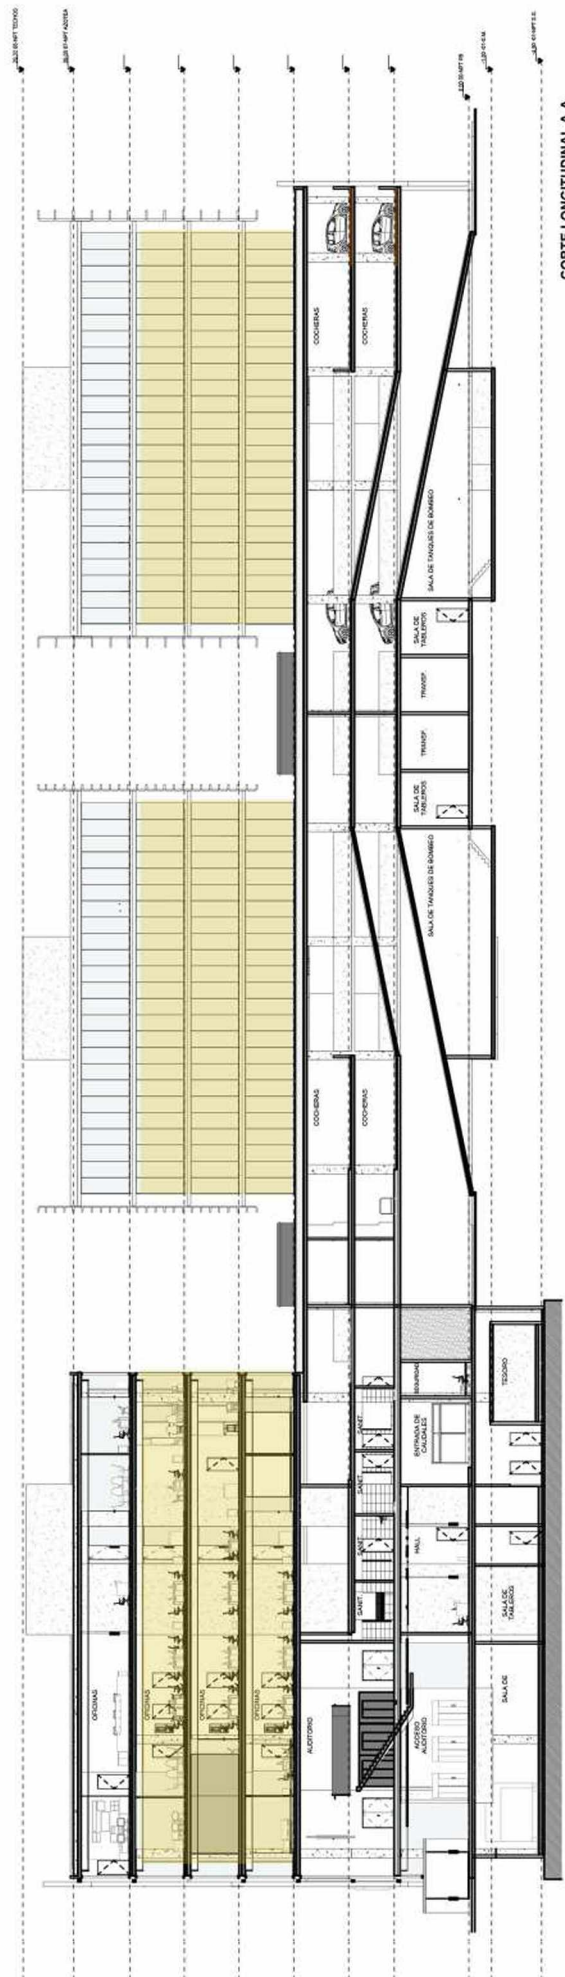 CORTE LONGITUDINAL A-A
OFICINAS
OFICINAS
OFICINAS
OFICINAS
AUDITORIO
ACCESO
AUDITORIO
SALA DE
SALA DE
TABLEROS
HALL
SANIT.
SANIT.
SANIT.
SANIT.
ENTRADA DE
CAUDALES
SEGURIDAD
TESORO
COCHERAS
COCHERAS
SALA DE TANQUES DE BOMBEO
SALA DE
TABLEROS
TRANSF.
TRANSF.
SALA DE
TABLEROS
SALA DE TANQUES DE BOMBEO
COCHERAS
COCHERAS